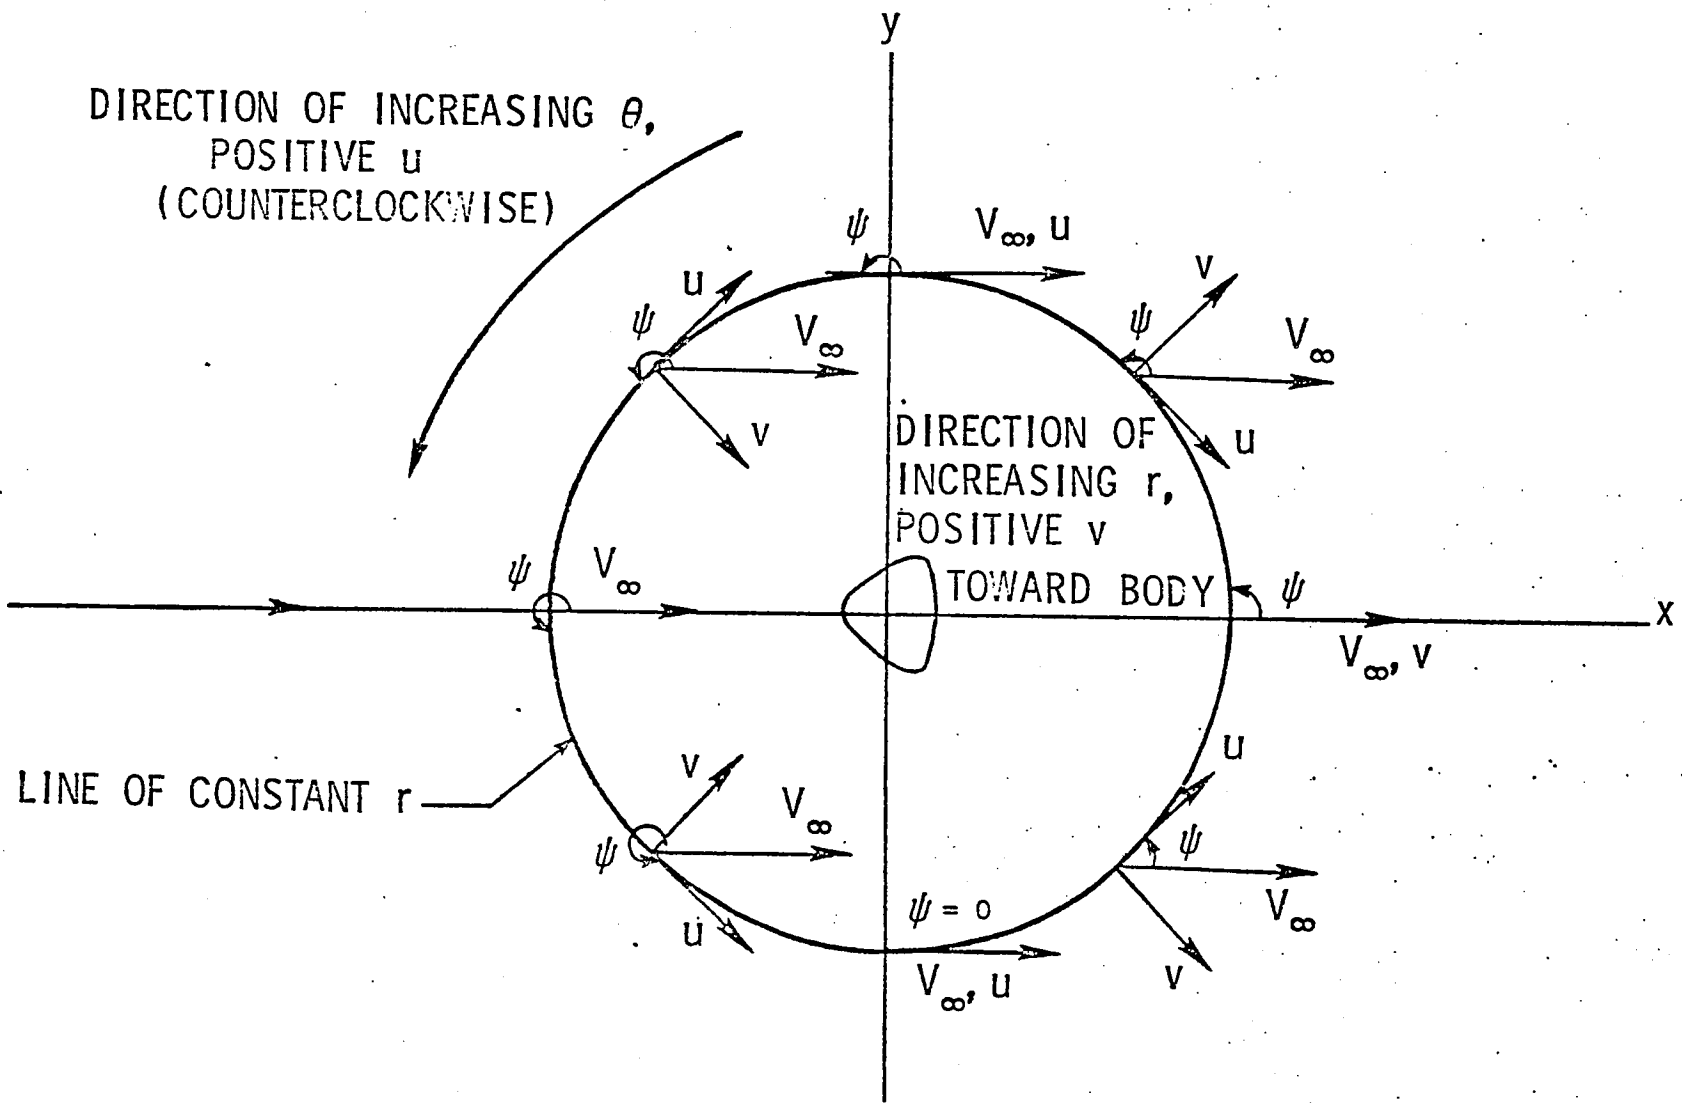 y
DIRECTION OF INCREASING θ,
POSITIVE u
(COUNTERCLOCKWISE)
ψ
V∞, u
u
ψ
V∞
v
v
ψ
V∞
u
DIRECTION OF
INCREASING r,
POSITIVE v
TOWARD BODY
ψ
V∞
ψ
x
V∞, v
LINE OF CONSTANT r
v
V∞
ψ
u
u
ψ
V∞
v
ψ = 0
V∞, u